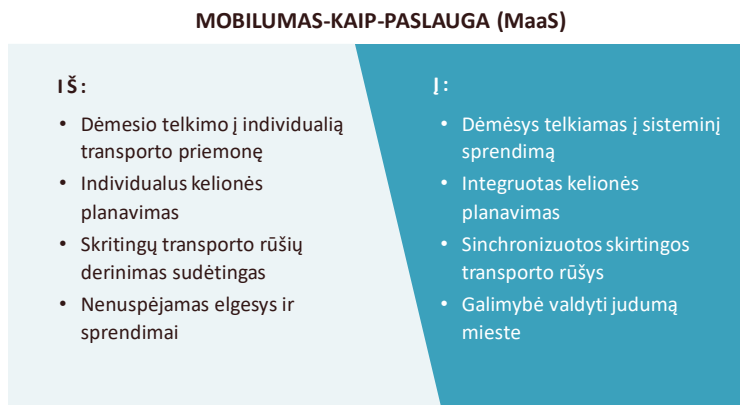 MOBILUMAS-KAIP-PASLAUGA (MaaS)
IŠ:
• Dėmesio telkimo į individualią
transporto priemonę
• Individualus kelionės
planavimas
• Skritingų transporto rūšių
derinimas sudėtingas
• Nenuspėjamas elgesys ir
sprendimai
Į:
• Dėmėsys telkiamas į sisteminį
sprendimą
• Integruotas kelionės
planavimas
• Sinchronizuotos skirtingos
transporto rūšys
• Galimybė valdyti judumą
mieste